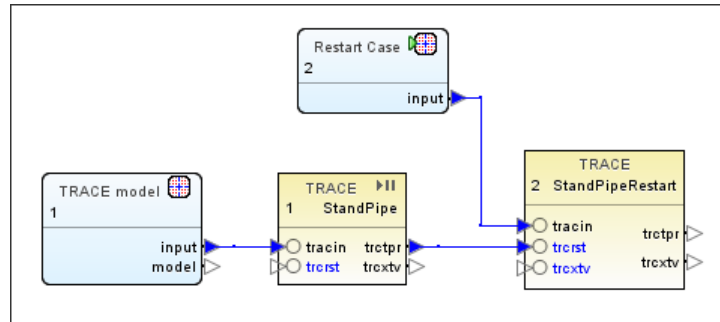 Restart Case
2
input
TRACE model
1
input
model
TRACE
1 StandPipe
tracin trctpr
trcrst trcxtv
TRACE
2 StandPipeRestart
tracin
trcrst
trcxtv
trctpr
trcxtv